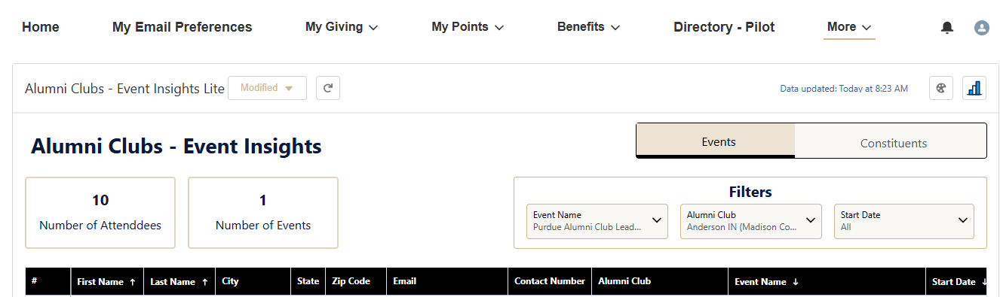 Home My Email Preferences My Giving My Points Benefits Directory - Pilot More
Alumni Clubs - Event Insights Lite Modified Data updated: Today at 8:23 AM
Alumni Clubs - Event Insights
Events Constituents
10
Number of Attenddees
1
Number of Events
Filters
Event Name
Purdue Alumni Club Lead...
Alumni Club
Anderson IN (Madison Co...
Start Date
All
# First Name ↑ Last Name ↑ City State Zip Code Email Contact Number Alumni Club Event Name ↓ Start Date ↓